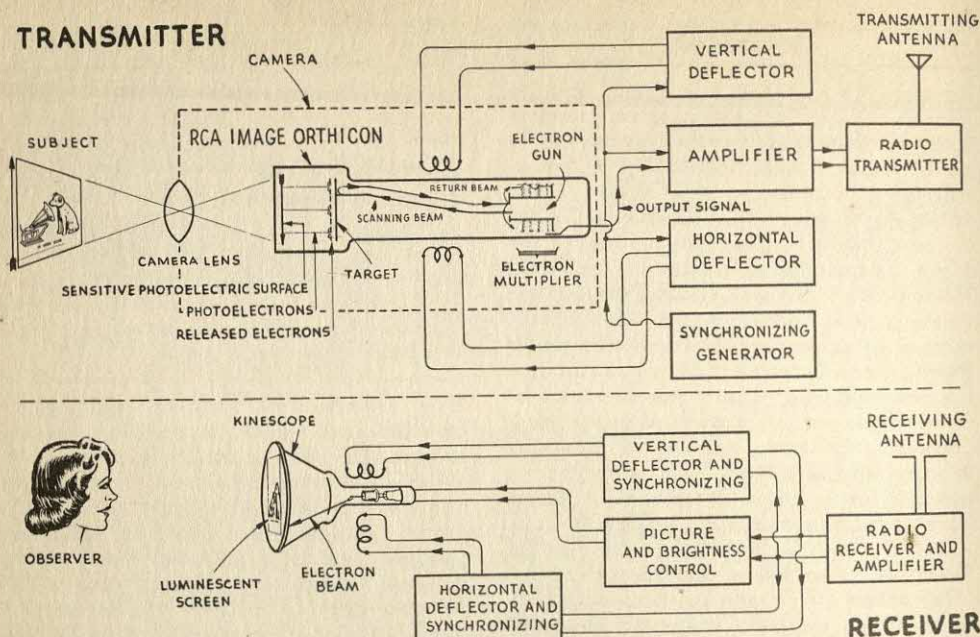 TRANSMITTER
TRANSMITTING
ANTENNA
CAMERA
VERTICAL
DEFLECTOR
SUBJECT
RCA IMAGE ORTHICON
ELECTRON
GUN
AMPLIFIER
RADIO
TRANSMITTER
RETURN BEAM
SCANNING BEAM
OUTPUT SIGNAL
CAMERA LENS
TARGET
ELECTRON
MULTIPLIER
HORIZONTAL
DEFLECTOR
SENSITIVE PHOTOELECTRIC SURFACE
PHOTOELECTRONS
RELEASED ELECTRONS
SYNCHRONIZING
GENERATOR
KINESCOPE
RECEIVING
ANTENNA
VERTICAL
DEFLECTOR AND
SYNCHRONIZING
OBSERVER
PICTURE
AND BRIGHTNESS
CONTROL
RADIO
RECEIVER AND
AMPLIFIER
LUMINESCENT
SCREEN
ELECTRON
BEAM
HORIZONTAL
DEFLECTOR AND
SYNCHRONIZING
RECEIVER